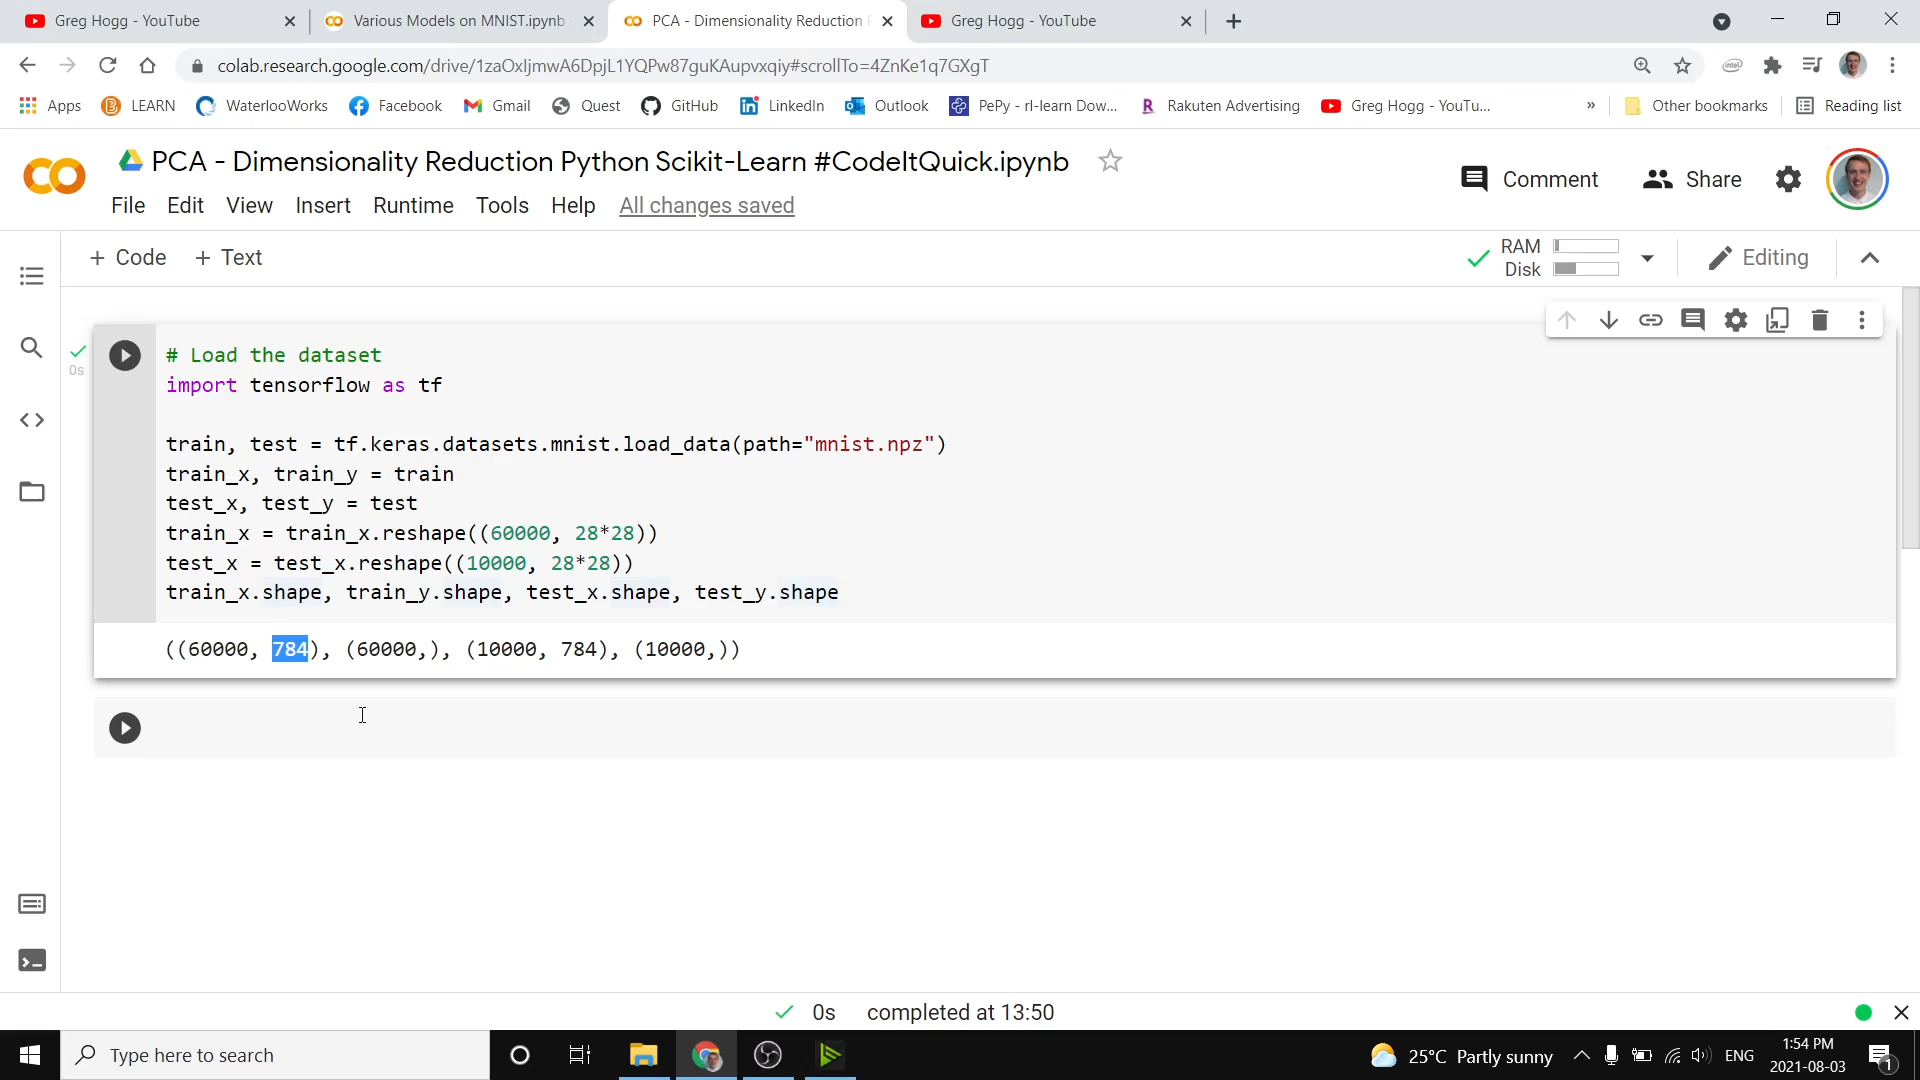 Greg Hogg - YouTube
Various Models on MNIST.ipynb
PCA - Dimensionality Reduction
Greg Hogg - YouTube
colab.research.google.com/drive/1zaOxIjmwA6DpjL1YQPw87guKAupvxqiy#scrollTo=4ZnKe1q7GXgT
Apps LEARN WaterlooWorks Facebook Gmail Quest GitHub LinkedIn Outlook PePy - rl-learn Dow... Rakuten Advertising Greg Hogg - YouTu... » Other bookmarks Reading list
PCA - Dimensionality Reduction Python Scikit-Learn #CodeItQuick.ipynb
Comment Share
File Edit View Insert Runtime Tools Help All changes saved
+ Code + Text
RAM
Disk
Editing
0s
# Load the dataset
import tensorflow as tf
train, test = tf.keras.datasets.mnist.load_data(path="mnist.npz")
train_x, train_y = train
test_x, test_y = test
train_x = train_x.reshape((60000, 28*28))
test_x = test_x.reshape((10000, 28*28))
train_x.shape, train_y.shape, test_x.shape, test_y.shape
((60000, 784), (60000,), (10000, 784), (10000,))
0s completed at 13:50
Type here to search
25°C Partly sunny
ENG
1:54 PM
2021-08-03
1